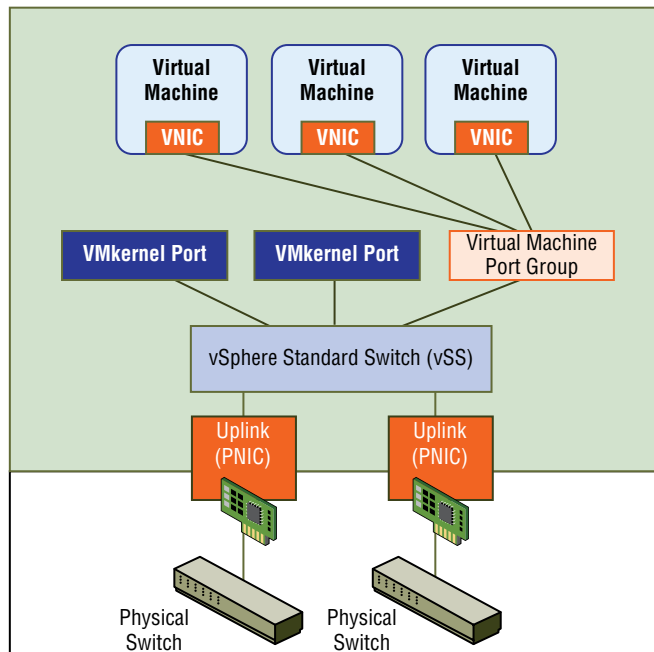 Virtual
Machine
VNIC
Virtual
Machine
VNIC
Virtual
Machine
VNIC
VMkernel Port
VMkernel Port
Virtual Machine
Port Group
vSphere Standard Switch (vSS)
Uplink
(PNIC)
Uplink
(PNIC)
Physical
Switch
Physical
Switch